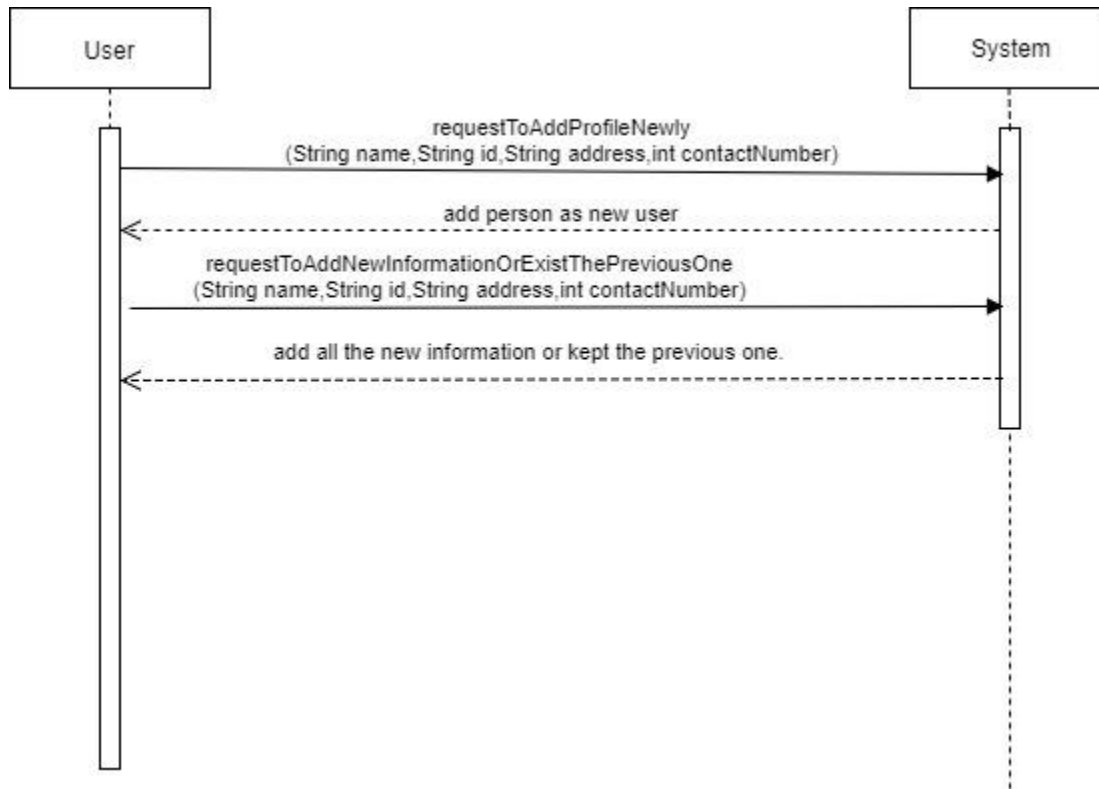 User
System
requestToAddProfileNewly
(String name,String id,String address,int contactNumber)
add person as new user
requestToAddNewInformationOrExistThePreviousOne
(String name,String id,String address,int contactNumber)
add all the new information or kept the previous one.